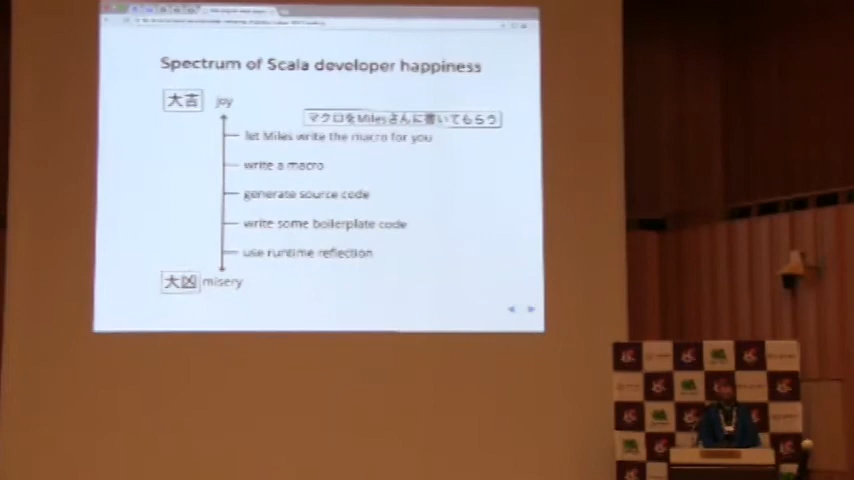 Spectrum of Scala developer happiness
大吉 joy
マクロをMilesさんに書いてもらう
let Miles write the macro for you
write a macro
generate source code
write some boilerplate code
use runtime reflection
大凶 misery